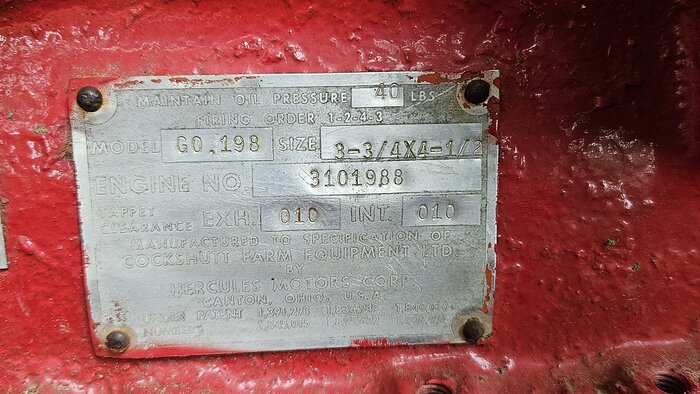 MAINTAIN OIL PRESSURE 40 LBS
FIRING ORDER 1-2-4-3
MODEL GO.198 SIZE 3-3/4X4-1/2
ENGINE NO. 3101988
TAPPET CLEARANCE EXH. 010 INT. 010
MANUFACTURED TO SPECIFICATION OF
COCKSHUTT FARM EQUIPMENT LTD.
BY
HERCULES MOTORS CORP.
CANTON, OHIO, U.S.A.
UNDER PATENT NUMBERS